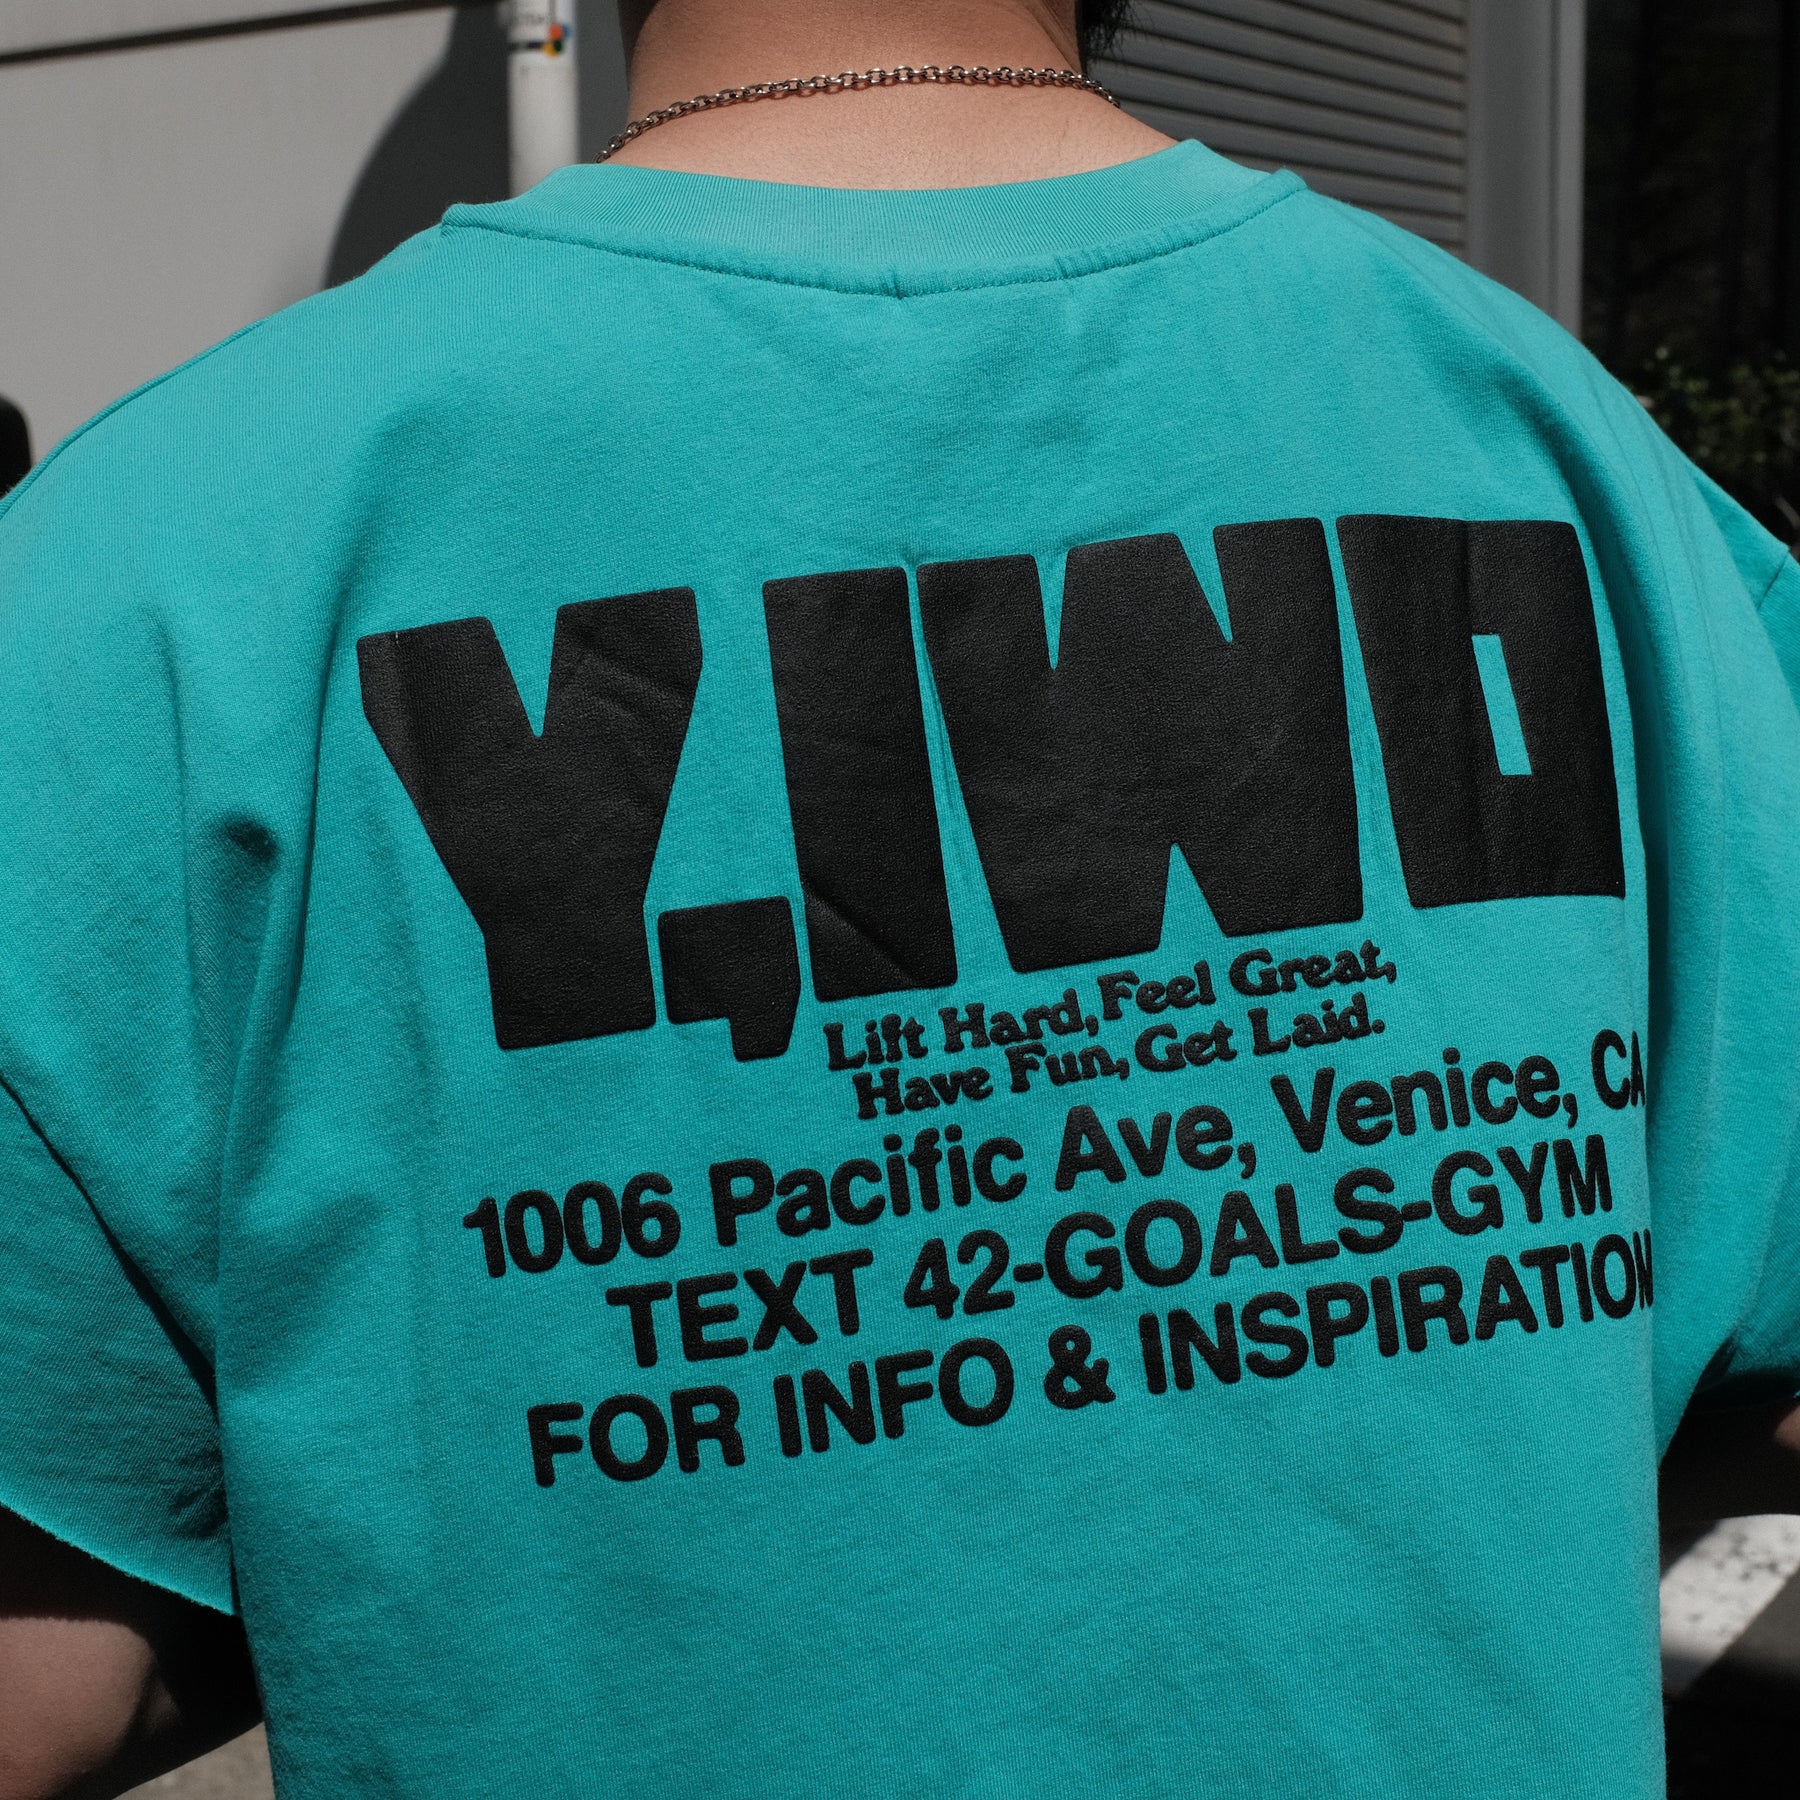 Y,IWO
Lift Hard, Feel Great,
Have Fun, Get Laid.
1006 Pacific Ave, Venice, CA
TEXT 42-GOALS-GYM
FOR INFO & INSPIRATION